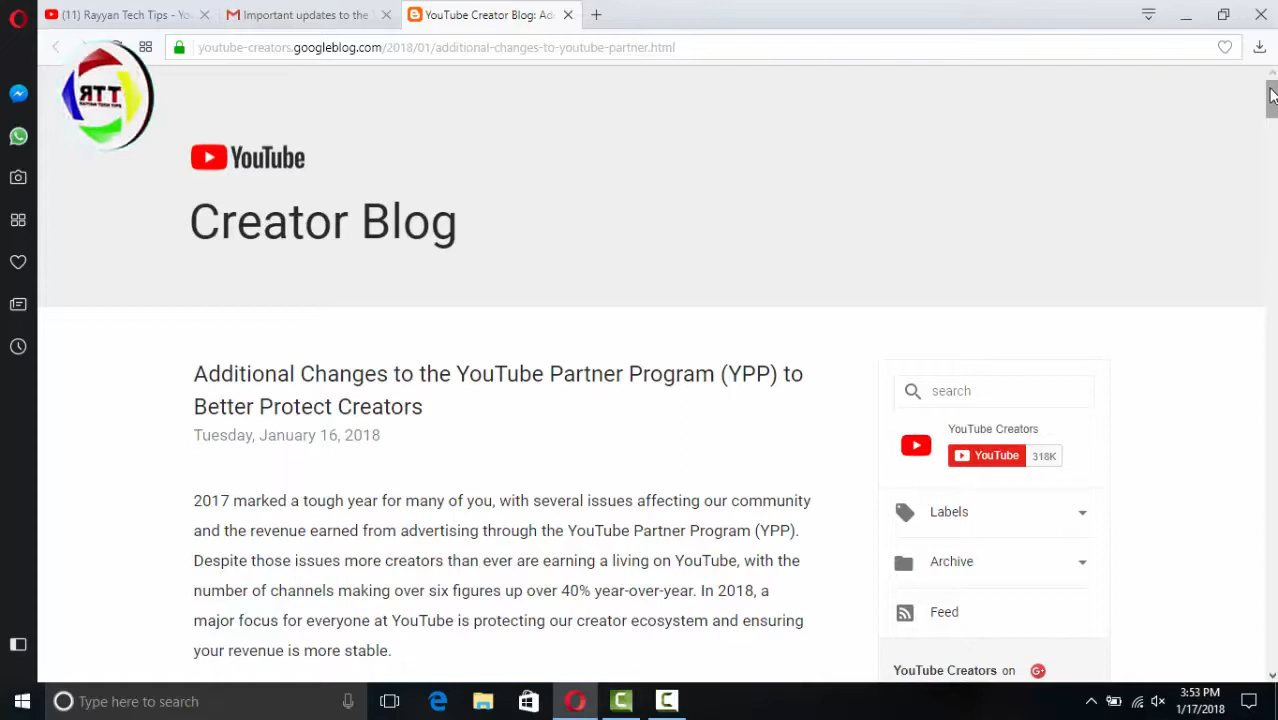 (11) Rayyan Tech Tips - Yo
Important updates to the
YouTube Creator Blog: Ad
youtube-creators.googleblog.com/2018/01/additional-changes-to-youtube-partner.html
RTT
RAYYAN TECH TIPS
YouTube
Creator Blog
Additional Changes to the YouTube Partner Program (YPP) to
Better Protect Creators
Tuesday, January 16, 2018
2017 marked a tough year for many of you, with several issues affecting our community
and the revenue earned from advertising through the YouTube Partner Program (YPP).
Despite those issues more creators than ever are earning a living on YouTube, with the
number of channels making over six figures up over 40% year-over-year. In 2018, a
major focus for everyone at YouTube is protecting our creator ecosystem and ensuring
your revenue is more stable.
search
YouTube Creators
YouTube 318K
Labels
Archive
Feed
YouTube Creators on
Type here to search
3:53 PM
1/17/2018